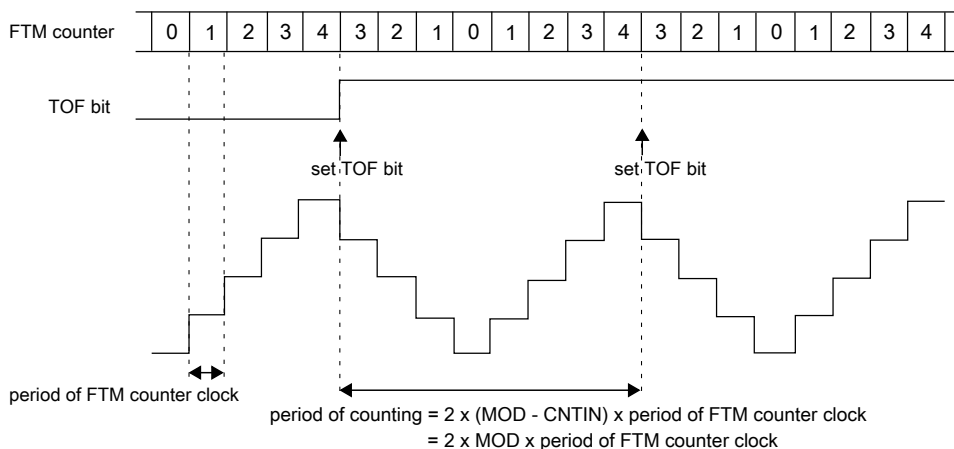 FTM counter 0 1 2 3 4 3 2 1 0 1 2 3 4 3 2 1 0 1 2 3 4
TOF bit
set TOF bit set TOF bit
period of FTM counter clock
period of counting = 2 x (MOD - CNTIN) x period of FTM counter clock
= 2 x MOD x period of FTM counter clock